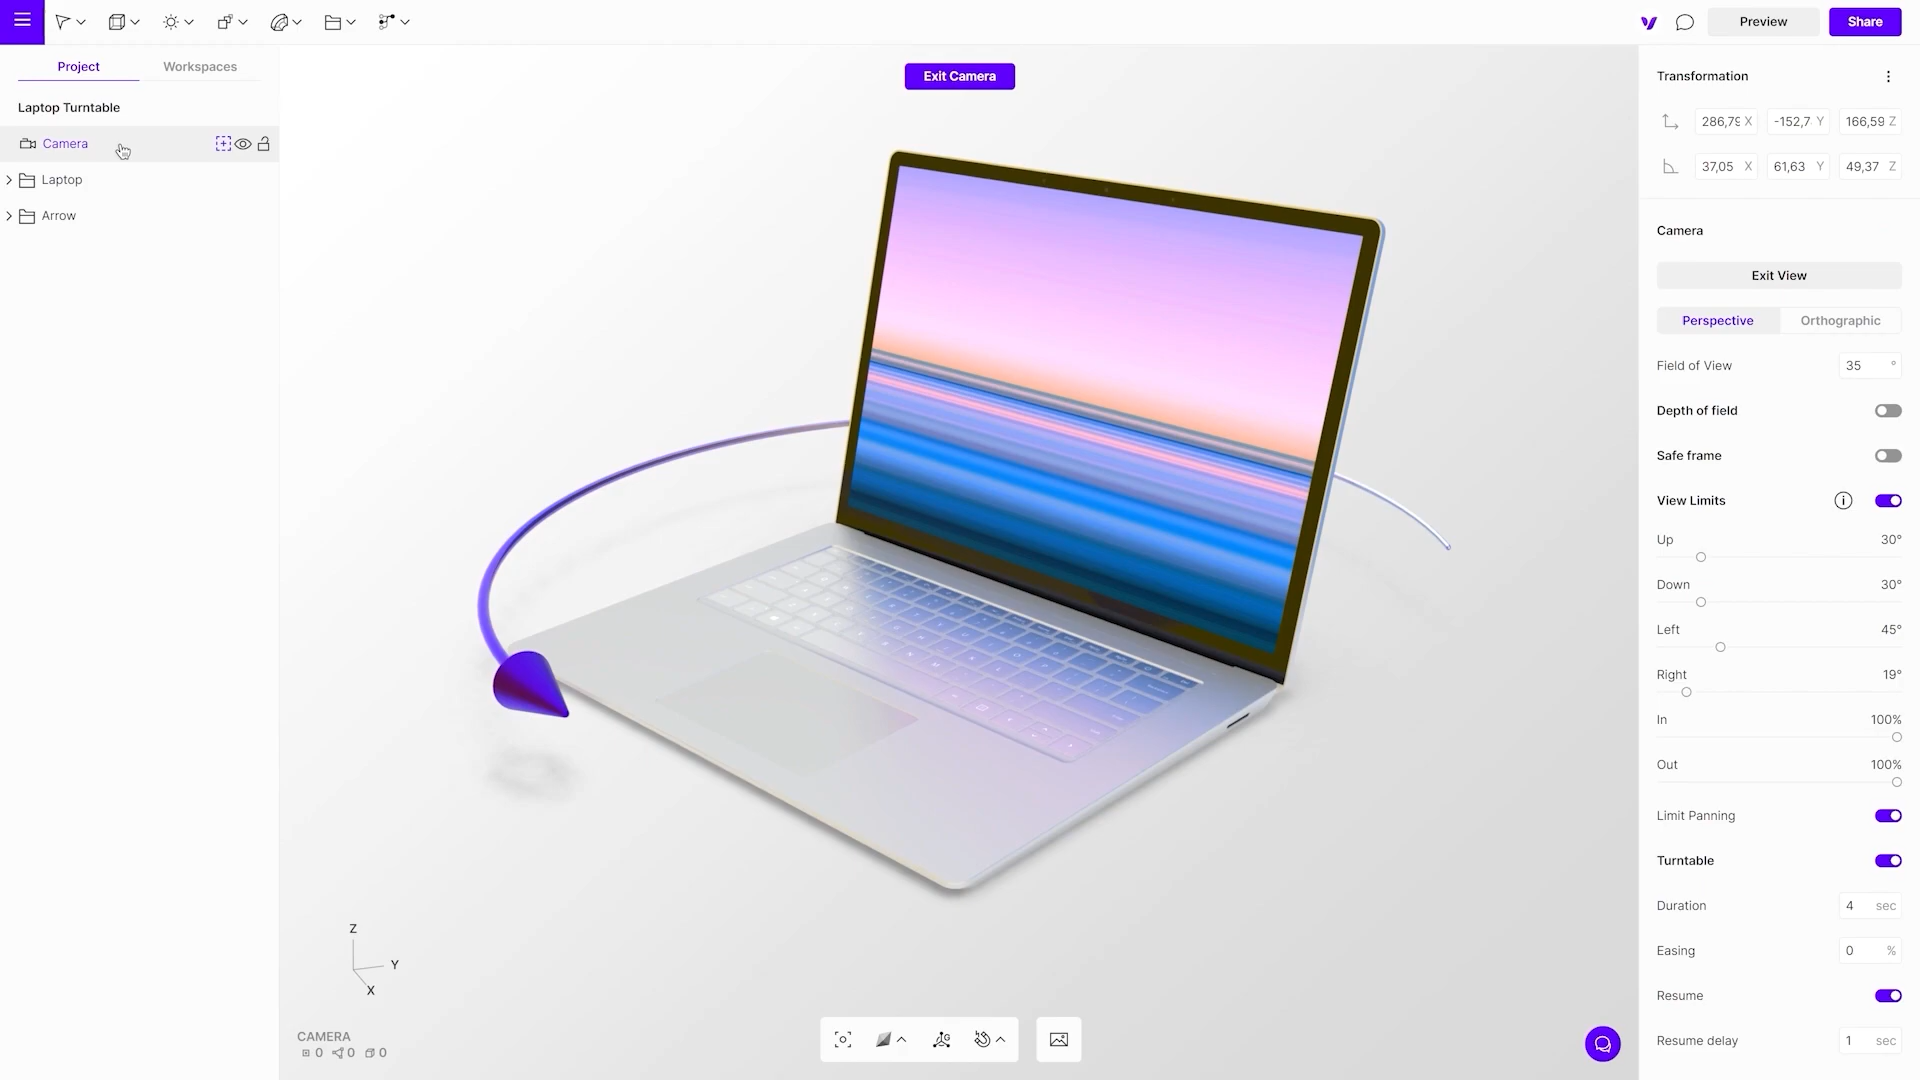 Preview
Share
Project
Workspaces
Exit Camera
Laptop Turntable
Camera
Laptop
Arrow
Transformation
286,79 X
-152,7 Y
166,59 Z
37,05 X
61,63 Y
49,37 Z
Camera
Exit View
Perspective
Orthographic
Field of View
35 °
Depth of field
Safe frame
View Limits
Up
30°
Down
30°
Left
45°
Right
19°
In
100%
Out
100%
Limit Panning
Turntable
Duration
4 sec
Easing
0 %
Resume
Resume delay
1 sec
Z
Y
X
CAMERA
0 0 0